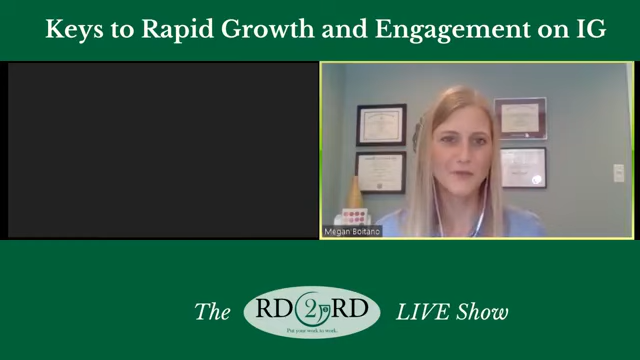 Keys to Rapid Growth and Engagement on IG
Megan Boitano
The RD2RD LIVE Show
Put your work to work.